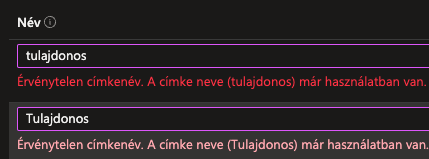 Név
tulajdonos
Érvénytelen címkenév. A címke neve (tulajdonos) már használatban van.
Tulajdonos
Érvénytelen címkenév. A címke neve (Tulajdonos) már használatban van.